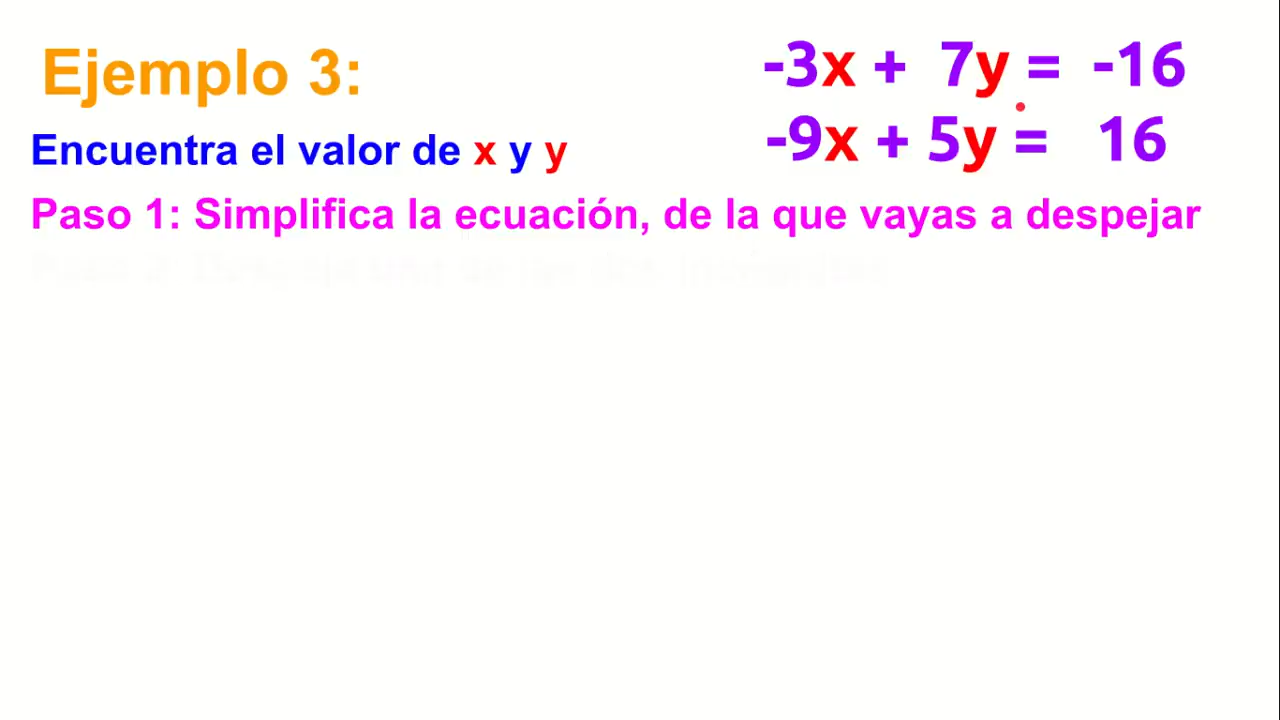 Ejemplo 3:
-3x + 7y = -16
-9x + 5y = 16
Encuentra el valor de x y y
Paso 1: Simplifica la ecuación, de la que vayas a despejar